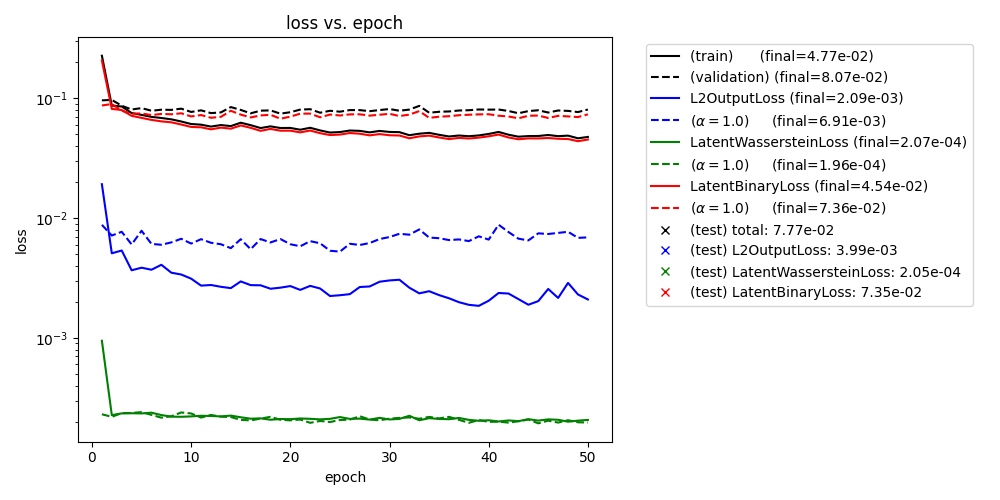 loss vs. epoch
loss
10⁻¹
10⁻²
10⁻³
0 10 20 30 40 50
epoch
(train) (final=4.77e-02)
(validation) (final=8.07e-02)
L2OutputLoss (final=2.09e-03)
(α = 1.0) (final=6.91e-03)
LatentWassersteinLoss (final=2.07e-04)
(α = 1.0) (final=1.96e-04)
LatentBinaryLoss (final=4.54e-02)
(α = 1.0) (final=7.36e-02)
(test) total: 7.77e-02
(test) L2OutputLoss: 3.99e-03
(test) LatentWassersteinLoss: 2.05e-04
(test) LatentBinaryLoss: 7.35e-02